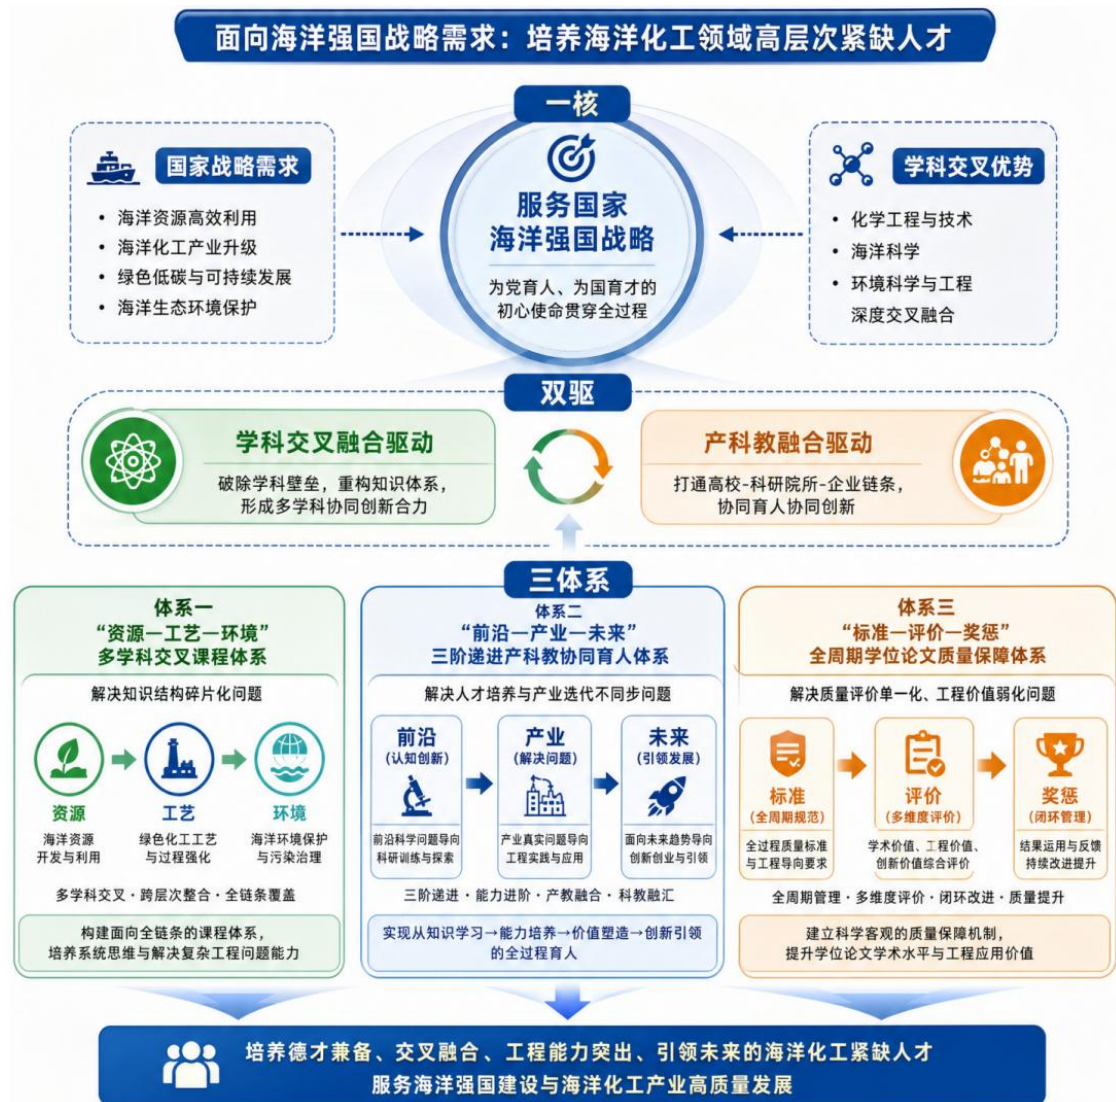 面向海洋强国战略需求：培养海洋化工领域高层次紧缺人才
一核
国家战略需求
• 海洋资源高效利用
• 海洋化工产业升级
• 绿色低碳与可持续发展
• 海洋生态环境保护
服务国家
海洋强国战略
为党育人、为国育才的
初心使命贯穿全过程
学科交叉优势
• 化学工程与技术
• 海洋科学
• 环境科学与工程
深度交叉融合
双驱
学科交叉融合驱动
破除学科壁垒，重构知识体系，
形成多学科协同创新合力
产科教融合驱动
打通高校-科研院所-企业链条，
协同育人协同创新
三体系
体系一
“资源—工艺—环境”
多学科交叉课程体系
解决知识结构碎片化问题
资源
海洋资源
开发与利用
工艺
绿色化工工艺
与过程强化
环境
海洋环境保护
与污染治理
多学科交叉·跨层次整合·全链条覆盖
构建面向全链条的课程体系，
培养系统思维与解决复杂工程问题能力
体系二
“前沿—产业—未来”
三阶递进产科教协同育人体系
解决人才培养与产业迭代不同步问题
前沿
(认知创新)
前沿科学问题导向
科研训练与探索
产业
(解决问题)
产业真实问题导向
工程实践与应用
未来
(引领发展)
面向未来趋势导向
创新创业与引领
三阶递进·能力进阶·产教融合·科教融汇
实现从知识学习→能力培养→价值塑造→创新引领
的全过程育人
体系三
“标准—评价—奖惩”
全周期学位论文质量保障体系
解决质量评价单一化、工程价值弱化问题
标准
(全周期规范)
全过程质量标准
与工程导向要求
评价
(多维度评价)
学术价值、工程价值、
创新价值综合评价
奖惩
(闭环管理)
结果运用与反馈
持续改进提升
全周期管理·多维度评价·闭环改进·质量提升
建立科学客观的质量保障机制，
提升学位论文学术水平与工程应用价值
培养德才兼备、交叉融合、工程能力突出、引领未来的海洋化工紧缺人才
服务海洋强国建设与海洋化工产业高质量发展